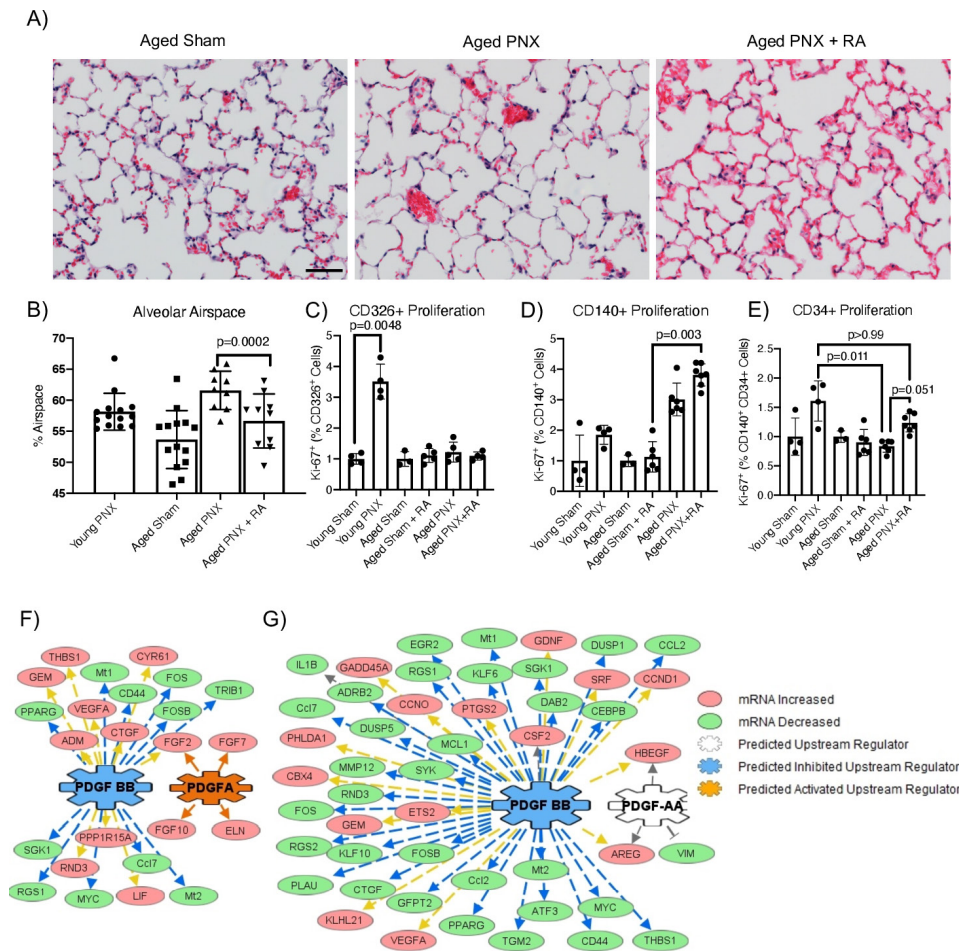 A)
Aged Sham
Aged PNX
Aged PNX + RA
B)
Alveolar Airspace
p=0.0002
% Airspace
70
65
60
55
50
45
Young PNX
Aged Sham
Aged PNX
Aged PNX + RA
C)
CD326+ Proliferation
p=0.0048
Ki-67+ (% CD326+ Cells)
5
4
3
2
1
0
Young Sham
Young PNX
Aged Sham
Aged Sham + RA
Aged PNX
Aged PNX+RA
D)
CD140+ Proliferation
p=0.003
Ki-67+ (% CD140+ Cells)
5
4
3
2
1
0
Young Sham
Young PNX
Aged Sham
Aged Sham + RA
Aged PNX
Aged PNX+RA
E)
CD34+ Proliferation
p>0.99
p=0.011
p=0.051
Ki-67+ (% CD140+ CD34+ Cells)
2.5
2.0
1.5
1.0
0.5
0.0
Young Sham
Young PNX
Aged Sham
Aged Sham + RA
Aged PNX
Aged PNX+RA
F)
THBS1
CYR61
GEM
Mt1
FOS
CD44
TRIB1
PPARG
VEGFA
FOSB
CTGF
ADM
FGF2
FGF7
PDGF BB
PDGFA
FGF10
ELN
PPP1R15A
SGK1
RND3
Ccl7
RGS1
MYC
LIF
Mt2
G)
EGR2
Mt1
GDNF
DUSP1
CCL2
IL1B
GADD45A
RGS1
KLF6
SGK1
SRF
CCND1
ADRB2
CCNO
PTGS2
DAB2
CEBPB
Ccl7
DUSP5
CSF2
PHLDA1
MCL1
HBEGF
MMP12
SYK
CBX4
RND3
PDGF BB
PDGF-AA
FOS
GEM
ETS2
RGS2
KLF10
FOSB
AREG
VIM
PLAU
CTGF
Ccl2
Mt2
GFPT2
KLHL21
PPARG
ATF3
MYC
VEGFA
TGM2
CD44
THBS1
mRNA Increased
mRNA Decreased
Predicted Upstream Regulator
Predicted Inhibited Upstream Regulator
Predicted Activated Upstream Regulator